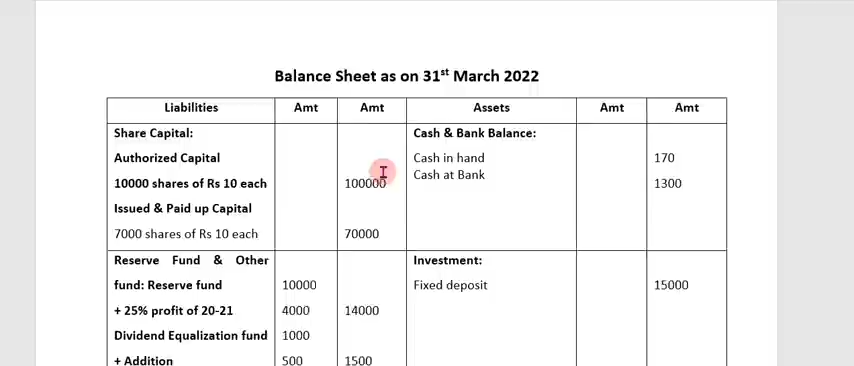 Balance Sheet as on 31st March 2022
Liabilities Amt Amt Assets Amt Amt
Share Capital: Cash & Bank Balance:
Authorized Capital Cash in hand 170
10000 shares of Rs 10 each 100000 Cash at Bank 1300
Issued & Paid up Capital
7000 shares of Rs 10 each 70000
Reserve Fund & Other Investment:
fund: Reserve fund 10000 Fixed deposit 15000
+ 25% profit of 20-21 4000 14000
Dividend Equalization fund 1000
+ Addition 500 1500